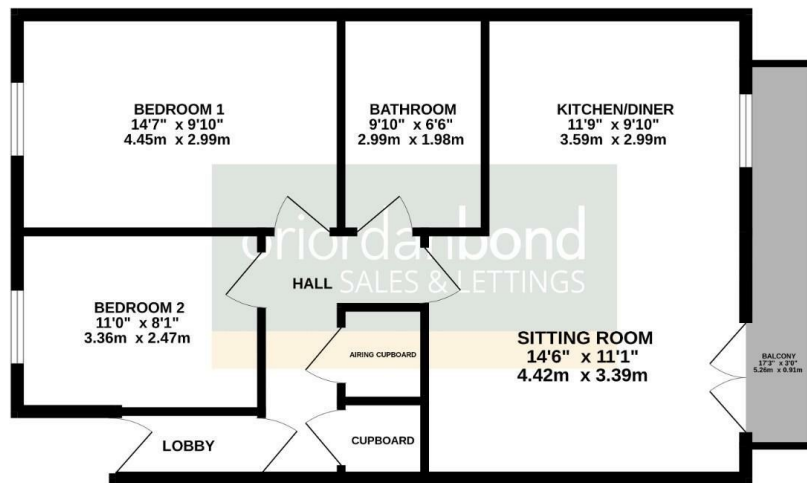 BEDROOM 1
14'7" x 9'10"
4.45m x 2.99m
BATHROOM
9'10" x 6'6"
2.99m x 1.98m
KITCHEN/DINER
11'9" x 9'10"
3.59m x 2.99m
oriordanbond
SALES & LETTINGS
HALL
BEDROOM 2
11'0" x 8'1"
3.36m x 2.47m
SITTING ROOM
14'6" x 11'1"
4.42m x 3.39m
AIRING CUPBOARD
BALCONY
17'3" x 3'0"
5.26m x 0.91m
LOBBY
CUPBOARD